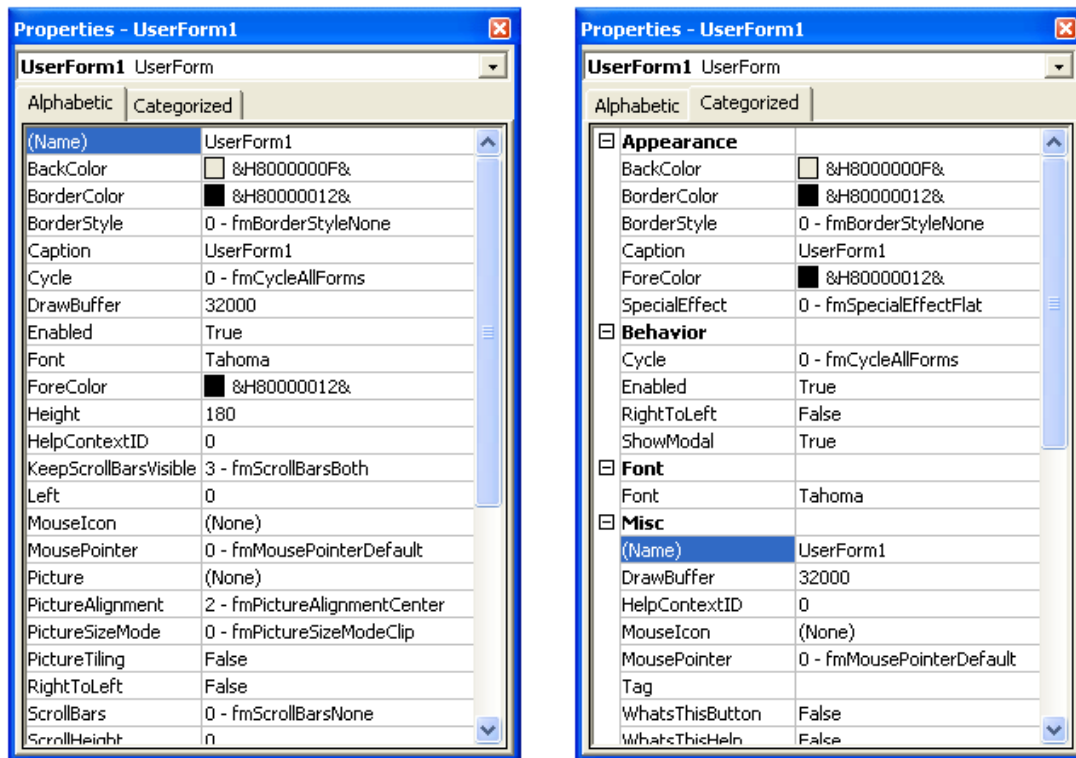 Properties - UserForm1
UserForm1 UserForm
Alphabetic Categorized
(Name) UserForm1
BackColor &H8000000F&
BorderColor &H80000012&
BorderStyle 0 - fmBorderStyleNone
Caption UserForm1
Cycle 0 - fmCycleAllForms
DrawBuffer 32000
Enabled True
Font Tahoma
ForeColor &H80000012&
Height 180
HelpContextID 0
KeepScrollBarsVisible 3 - fmScrollBarsBoth
Left 0
MouseIcon (None)
MousePointer 0 - fmMousePointerDefault
Picture (None)
PictureAlignment 2 - fmPictureAlignmentCenter
PictureSizeMode 0 - fmPictureSizeModeClip
PictureTiling False
RightToLeft False
ScrollBars 0 - fmScrollBarsNone
ScrollHeight 0
Properties - UserForm1
UserForm1 UserForm
Alphabetic Categorized
Appearance
BackColor &H8000000F&
BorderColor &H80000012&
BorderStyle 0 - fmBorderStyleNone
Caption UserForm1
ForeColor &H80000012&
SpecialEffect 0 - fmSpecialEffectFlat
Behavior
Cycle 0 - fmCycleAllForms
Enabled True
RightToLeft False
ShowModal True
Font
Font Tahoma
Misc
(Name) UserForm1
DrawBuffer 32000
HelpContextID 0
MouseIcon (None)
MousePointer 0 - fmMousePointerDefault
Tag
WhatsThisButton False
WhatsThisHelp False